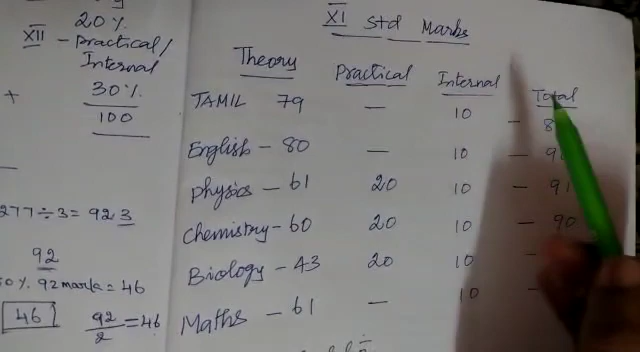 20%
XII - Practical/
Internal
+ 30%
100
277÷3=92 3
92
0% 92 marks = 46
46 92/2 = 46
XI Std Marks
Theory Practical Internal Total
TAMIL 79 — 10 -
English - 80 — 10 -
Physics - 61 20 10 - 91
Chemistry - 60 20 10 - 90
Biology - 43 20 10 -
Maths - 61 — 10 -